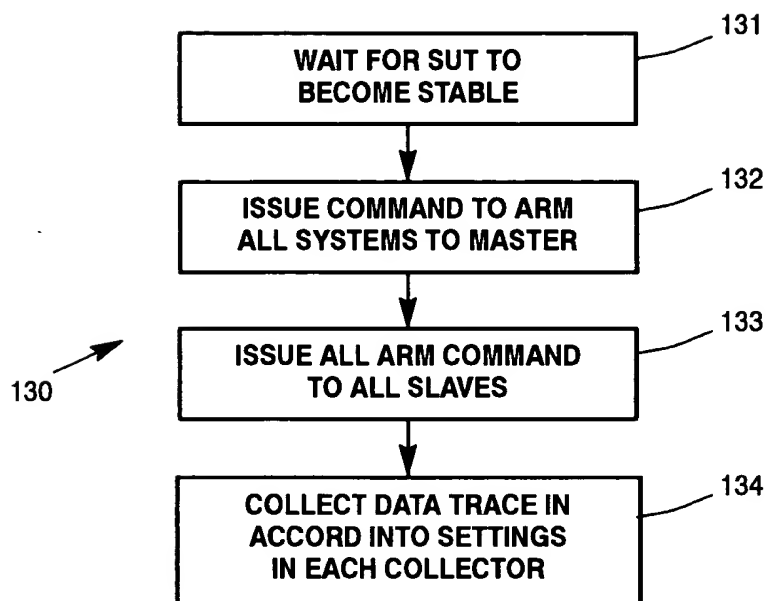 131
WAIT FOR SUT TO
BECOME STABLE
132
ISSUE COMMAND TO ARM
ALL SYSTEMS TO MASTER
133
ISSUE ALL ARM COMMAND
TO ALL SLAVES
130
134
COLLECT DATA TRACE IN
ACCORD INTO SETTINGS
IN EACH COLLECTOR